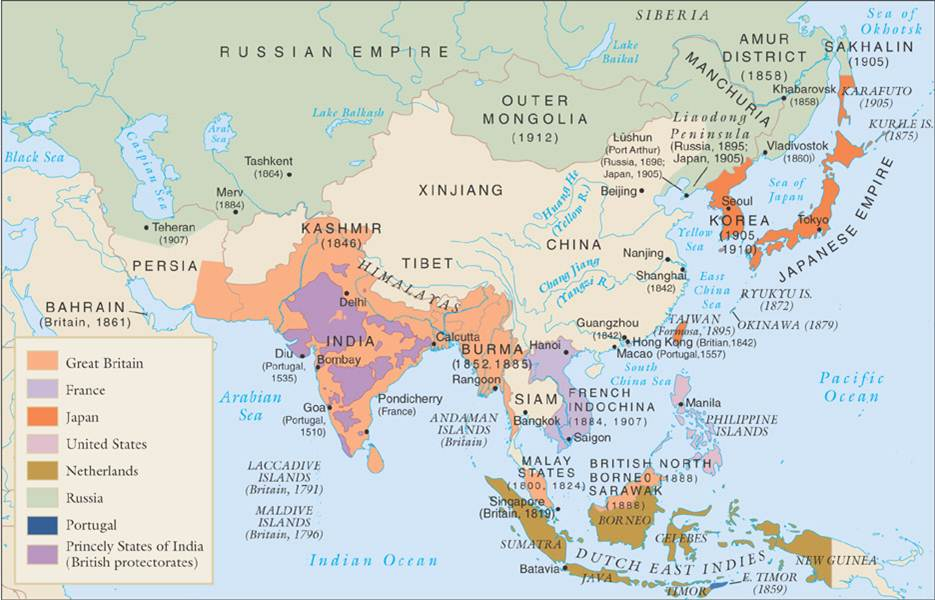 SIBERIA
Sea of
Okhotsk
RUSSIAN EMPIRE
Lake
Baikal
AMUR
DISTRICT
(1858)
SAKHALIN
(1905)
MANCHURIA
Khabarovsk
(1858)
KARAFUTO
(1905)
OUTER
MONGOLIA
(1912)
Lake Balkash
Aral
Sea
Caspian Sea
Black Sea
Liaodong
Peninsula
(Russia, 1895;
Japan, 1905)
KURILE IS.
(1875)
Lüshun
(Port Arthur)
(Russia, 1896;
Japan, 1905)
Vladivostok
(1860))
Tashkent
(1864)
Merv
(1884)
Beijing
XINJIANG
Huang He
(Yellow R.)
Sea of
Japan
Seoul
KOREA
(1905,
1910)
Tokyo
JAPANESE EMPIRE
Teheran
(1907)
KASHMIR
(1846)
Yellow
Sea
CHINA
Nanjing
PERSIA
TIBET
HIMALAYAS
Chang Jiang
(Yangzi R.)
Shanghai
(1842)
East
China
Sea
BAHRAIN
(Britain, 1861)
Delhi
RYUKYU IS.
(1872)
TAIWAN
(Formosa, 1895)
OKINAWA (1879)
Guangzhou
(1842)
Hong Kong (Britian,1842)
Macao (Portugal,1557)
INDIA
Calcutta
BURMA
(1852,1885)
Hanoi
Diu
(Portugal,
1535)
Bombay
South
China Sea
Rangoon
Pacific
Ocean
Arabian
Sea
Goa
(Portugal,
1510)
Pondicherry
(France)
SIAM
Bangkok
FRENCH
INDOCHINA
(1884, 1907)
Manila
PHILIPPINE
ISLANDS
ANDAMAN
ISLANDS
(Britain)
Saigon
LACCADIVE
ISLANDS
(Britain, 1791)
MALAY
STATES
(1800, 1824)
BRITISH NORTH
BORNEO (1888)
SARAWAK
(1888)
Singapore
(Britain, 1819)
MALDIVE
ISLANDS
(Britain, 1796)
BORNEO
SUMATRA
CELEBES
DUTCH EAST INDIES
NEW GUINEA
Indian Ocean
Batavia
JAVA
TIMOR
E. TIMOR
(1859)
Great Britain
France
Japan
United States
Netherlands
Russia
Portugal
Princely States of India
(British protectorates)